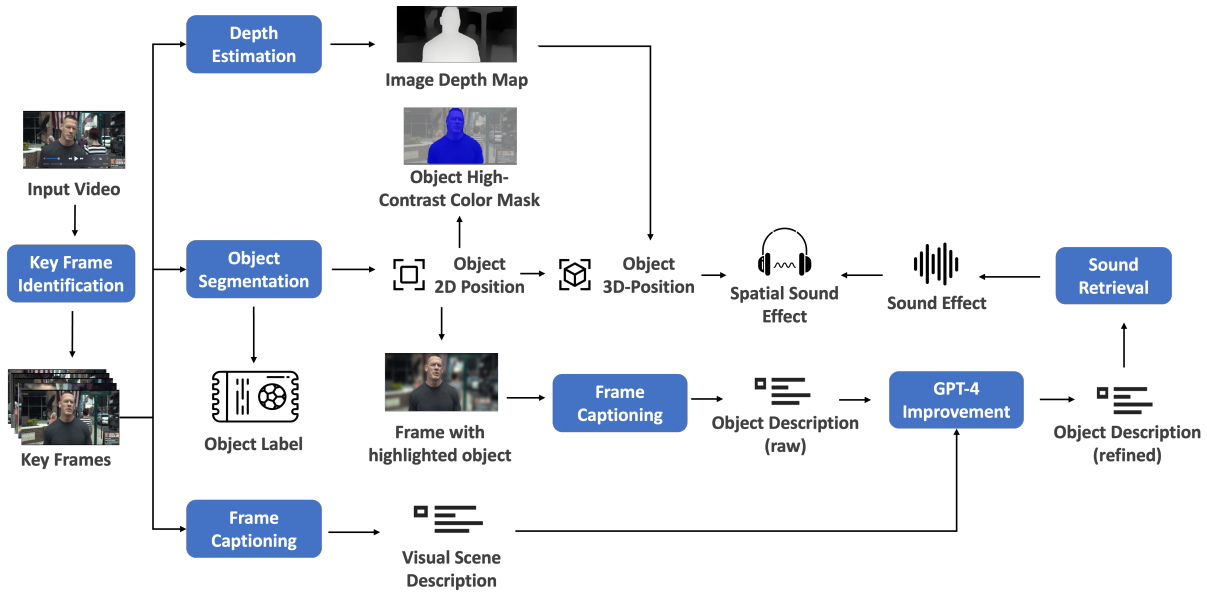 Depth
Estimation
Image Depth Map
Input Video
Object High-
Contrast Color Mask
Key Frame
Identification
Object
Segmentation
Object
2D Position
Object
3D-Position
Spatial Sound
Effect
Sound Effect
Sound
Retrieval
Key Frames
Object Label
Frame with
highlighted object
Frame
Captioning
Object Description
(raw)
GPT-4
Improvement
Object Description
(refined)
Frame
Captioning
Visual Scene
Description